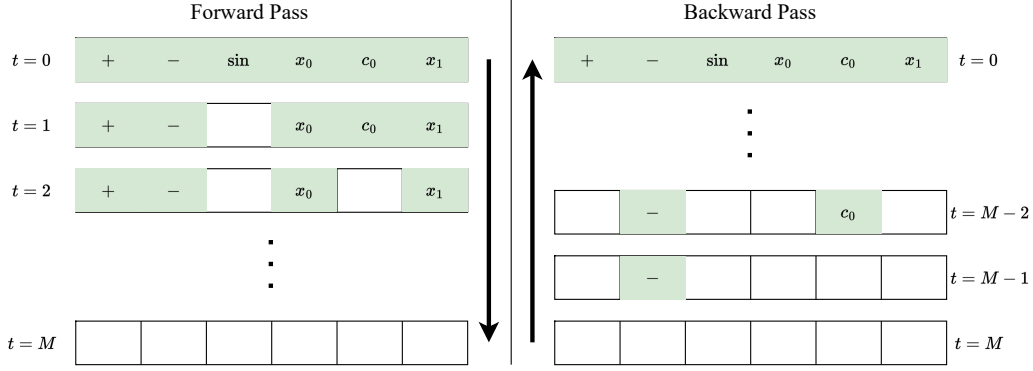 Forward Pass
t = 0 + − sin x₀ c₀ x₁
t = 1 + − x₀ c₀ x₁
t = 2 + − x₀ x₁
t = M
Backward Pass
+ − sin x₀ c₀ x₁ t = 0
− c₀ t = M − 2
− t = M − 1
t = M